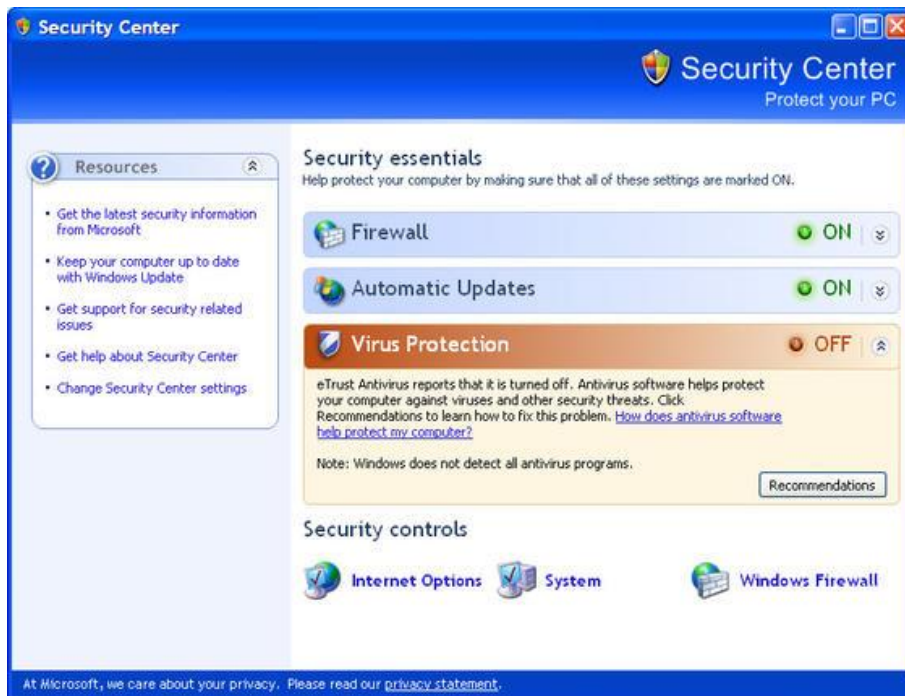 Security Center
Security Center
Protect your PC
Resources
Get the latest security information
from Microsoft
Keep your computer up to date
with Windows Update
Get support for security related
issues
Get help about Security Center
Change Security Center settings
Security essentials
Help protect your computer by making sure that all of these settings are marked ON.
Firewall ON
Automatic Updates ON
Virus Protection OFF
eTrust Antivirus reports that it is turned off. Antivirus software helps protect
your computer against viruses and other security threats. Click
Recommendations to learn how to fix this problem. How does antivirus software
help protect my computer?
Note: Windows does not detect all antivirus programs.
Recommendations
Security controls
Internet Options System Windows Firewall
At Microsoft, we care about your privacy. Please read our privacy statement.